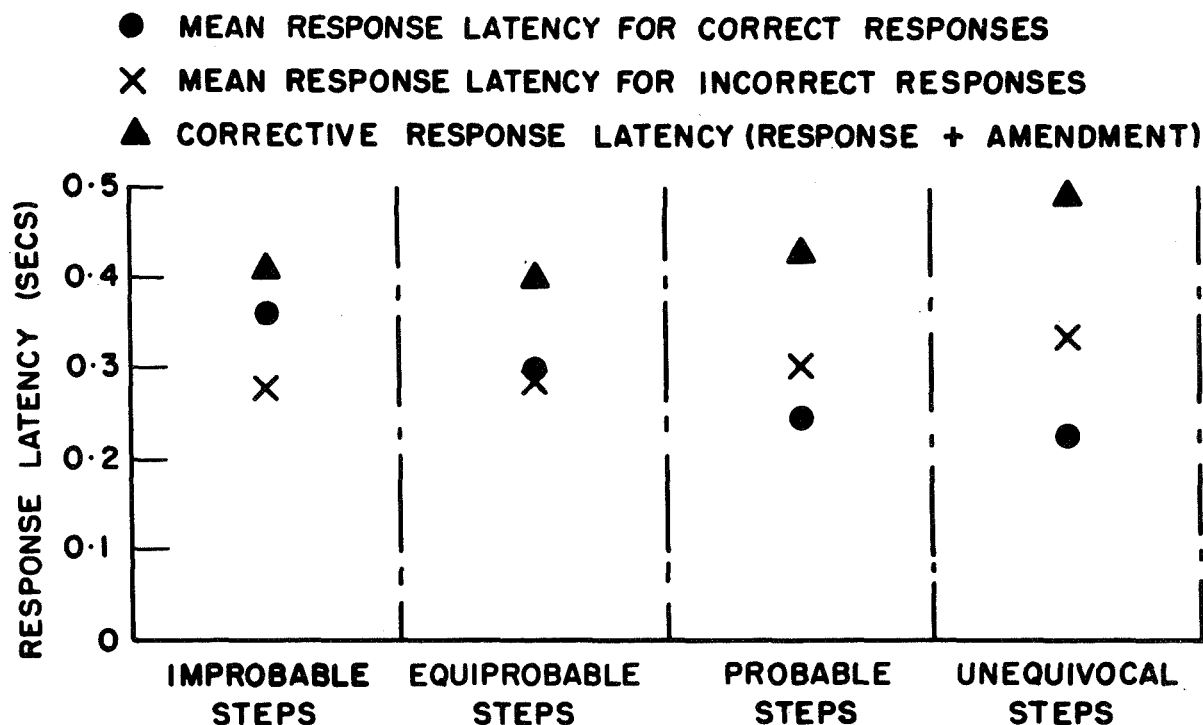 ● MEAN RESPONSE LATENCY FOR CORRECT RESPONSES
× MEAN RESPONSE LATENCY FOR INCORRECT RESPONSES
▲ CORRECTIVE RESPONSE LATENCY (RESPONSE + AMENDMENT)
RESPONSE LATENCY (SECS)
0·5
0·4
0·3
0·2
0·1
0
IMPROBABLE STEPS
EQUIPROBABLE STEPS
PROBABLE STEPS
UNEQUIVOCAL STEPS